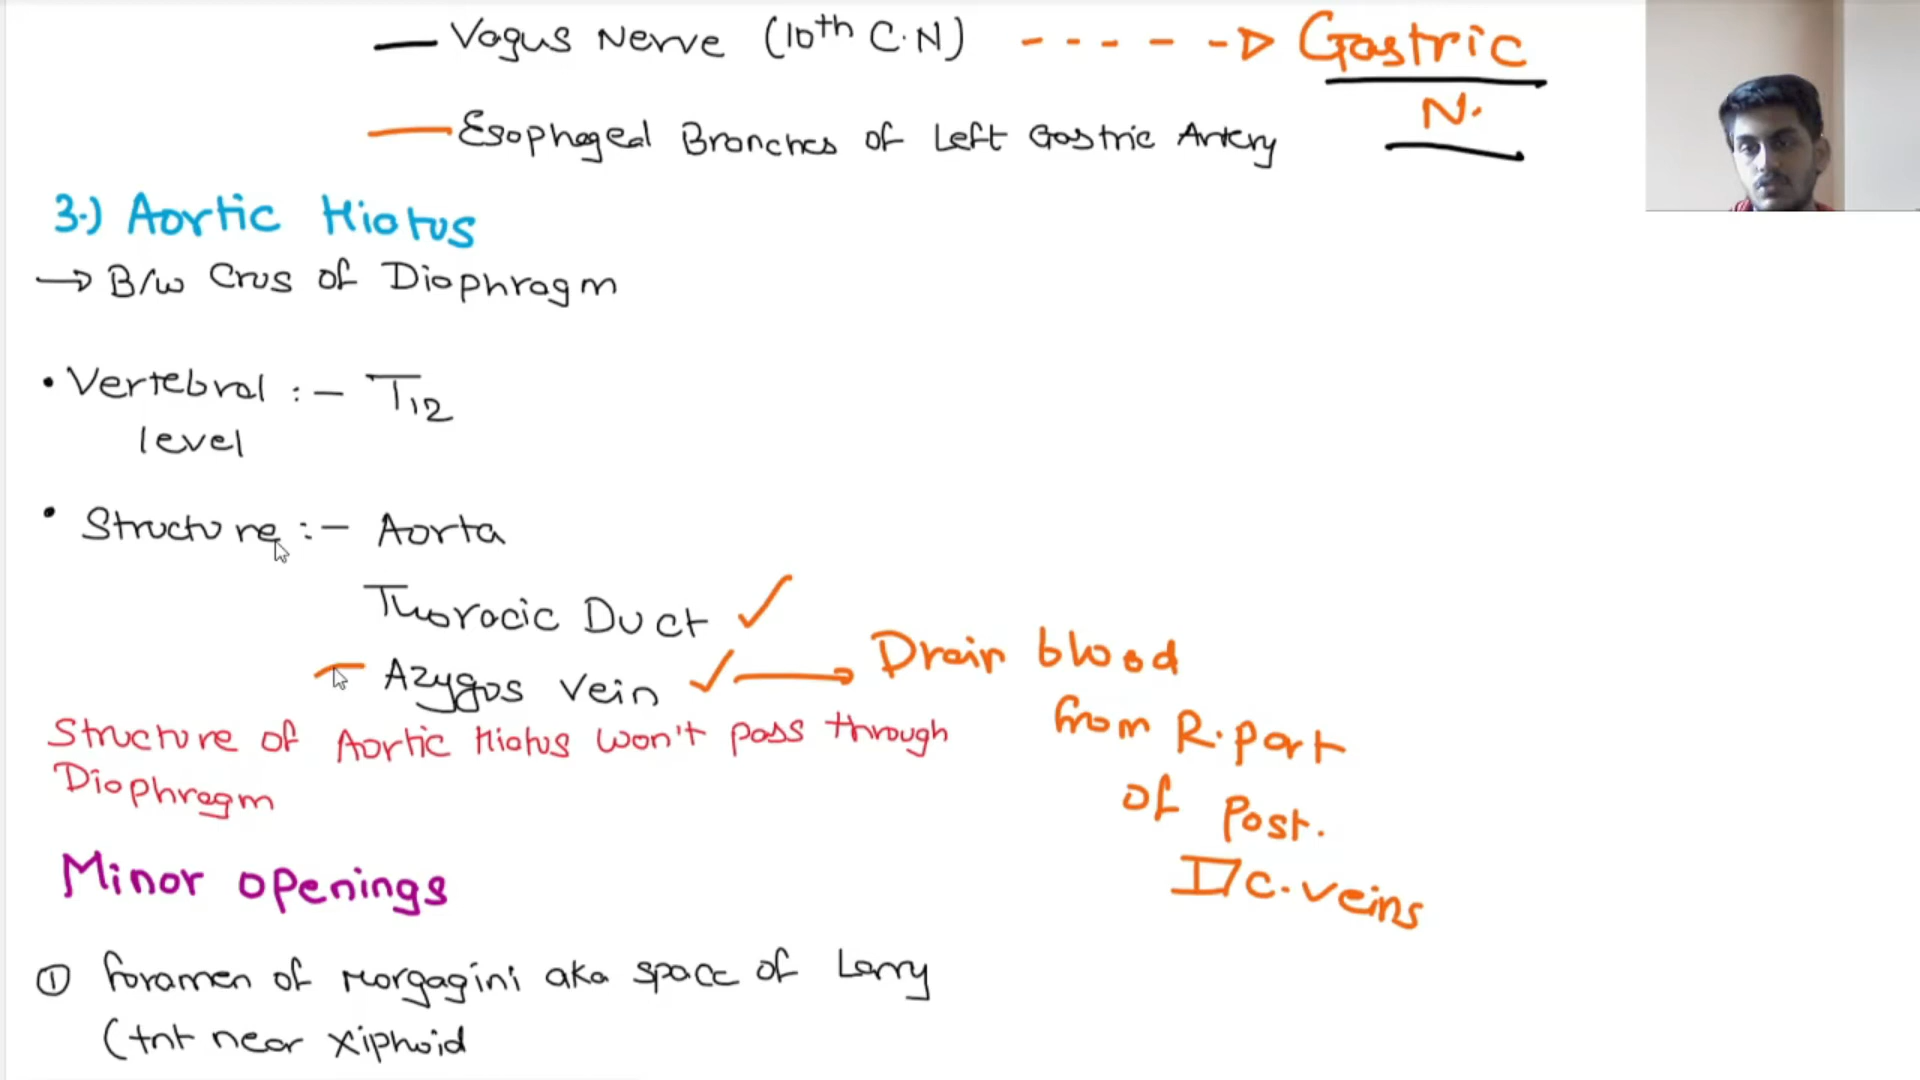 Vagus Nerve (10th C.N) ----> Gastric
N.
Esophageal Branches of Left Gastric Artery
3.) Aortic Hiatus
→ B/w Crus of Diaphragm
• Vertebral :- T12
level
• Structure :- Aorta
Thoracic Duct ✓
Azygos Vein ✓→ Drain blood
from R. part
of Post.
I/C. veins
Structure of Aortic Hiatus won't pass through
Diaphragm
Minor openings
① foramen of Morgagini aka space of Larry
(tnt near Xiphoid